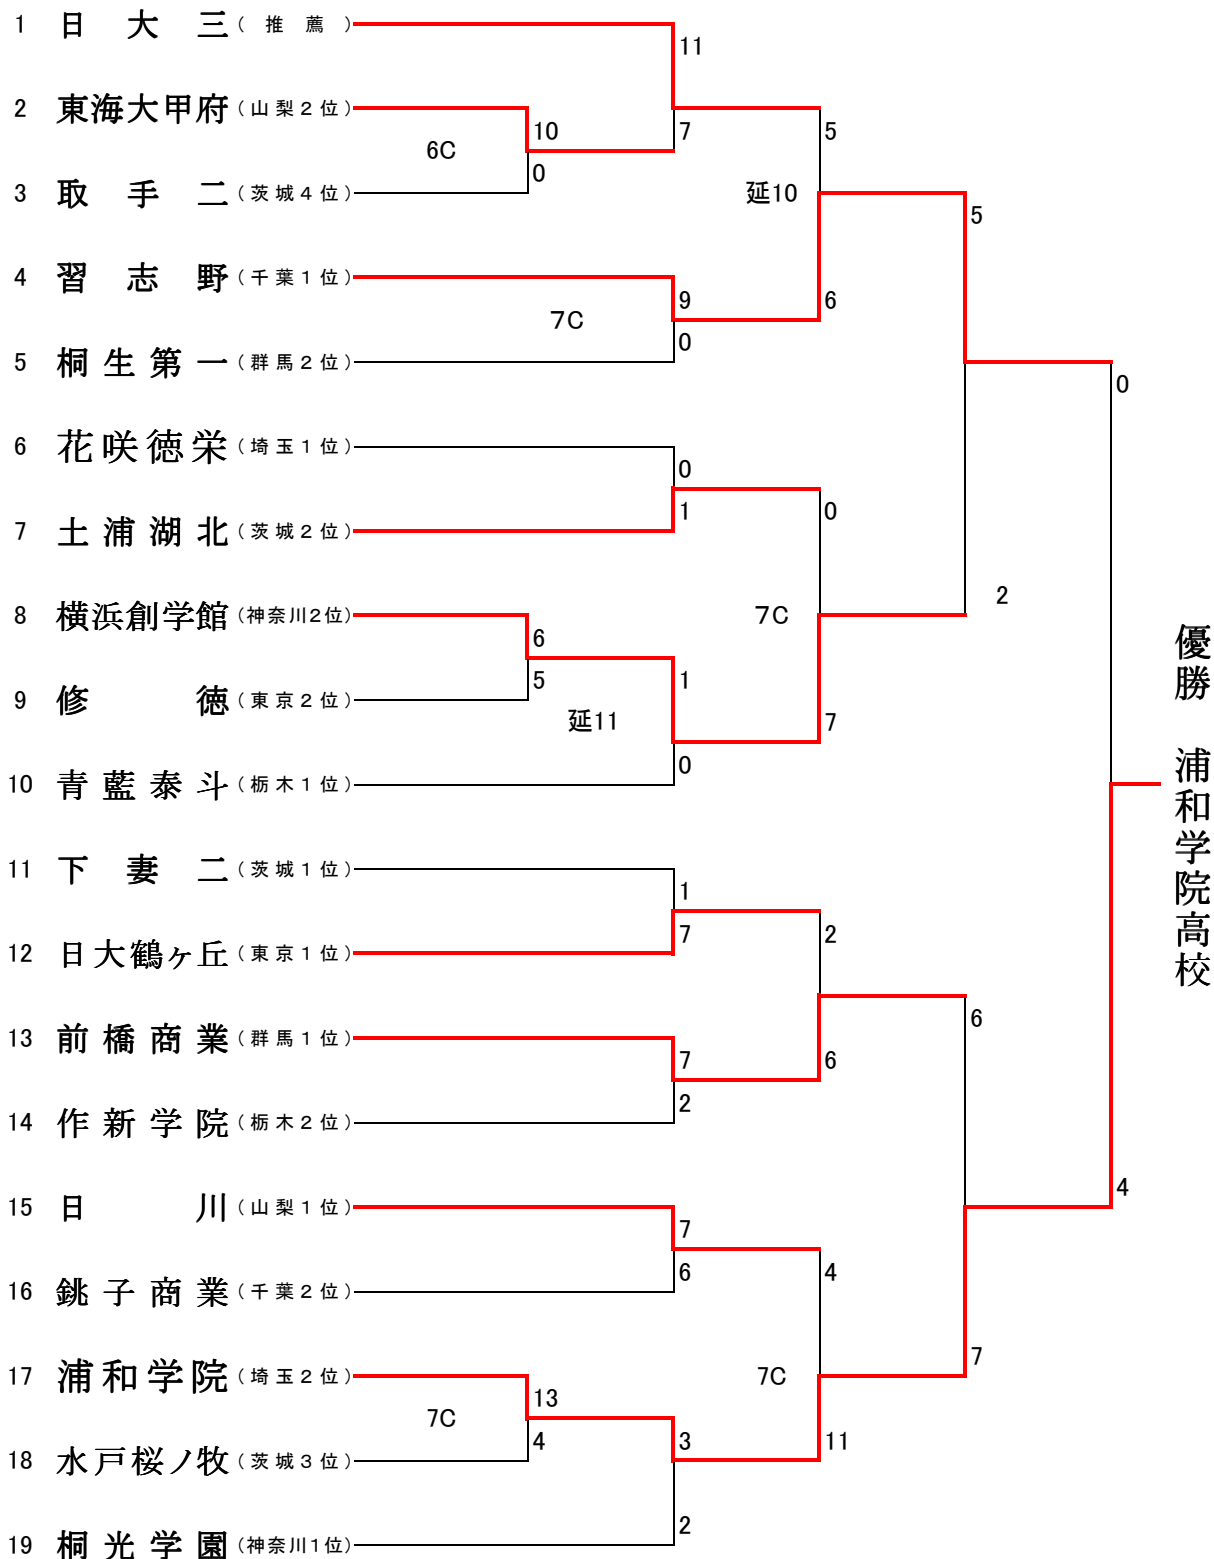 1 日大三 (推薦)
11
2 東海大甲府 (山梨2位)
10
7
5
6C
0
3 取手二 (茨城4位)
延10
5
4 習志野 (千葉1位)
9
6
7C
0
5 桐生第一 (群馬2位)
0
6 花咲徳栄 (埼玉1位)
0
1
0
7 土浦湖北 (茨城2位)
2
8 横浜創学館 (神奈川2位)
7C
6
5
1
9 修徳 (東京2位)
延11
7
0
10 青藍泰斗 (栃木1位)
11 下妻二 (茨城1位)
1
7
2
12 日大鶴ヶ丘 (東京1位)
6
13 前橋商業 (群馬1位)
7
6
2
14 作新学院 (栃木2位)
4
15 日川 (山梨1位)
7
6
4
16 銚子商業 (千葉2位)
7
17 浦和学院 (埼玉2位)
7C
13
7C
4
3
11
18 水戸桜ノ牧 (茨城3位)
2
19 桐光学園 (神奈川1位)
優勝 浦和学院高校